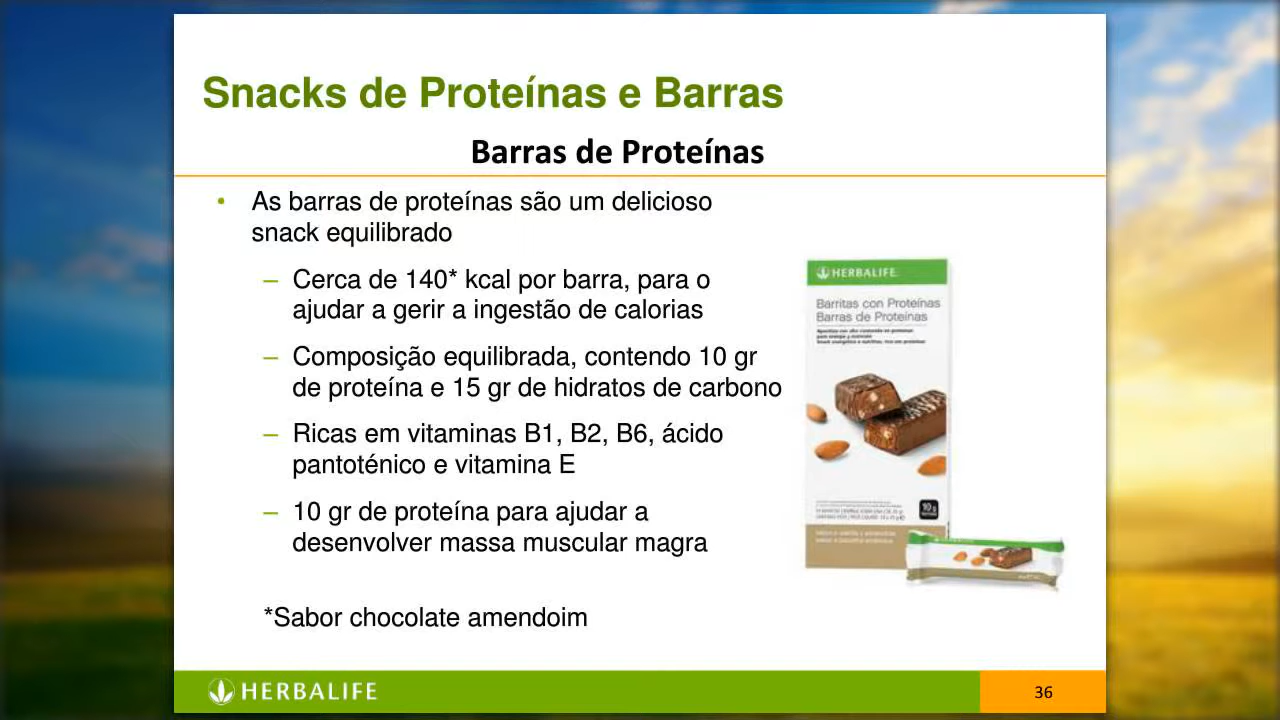 Snacks de Proteínas e Barras
Barras de Proteínas
• As barras de proteínas são um delicioso
snack equilibrado
– Cerca de 140* kcal por barra, para o
ajudar a gerir a ingestão de calorias
– Composição equilibrada, contendo 10 gr
de proteína e 15 gr de hidratos de carbono
– Ricas em vitaminas B1, B2, B6, ácido
pantoténico e vitamina E
– 10 gr de proteína para ajudar a
desenvolver massa muscular magra
*Sabor chocolate amendoim
HERBALIFE
Barritas con Proteínas
Barras de Proteínas
10g
HERBALIFE
36